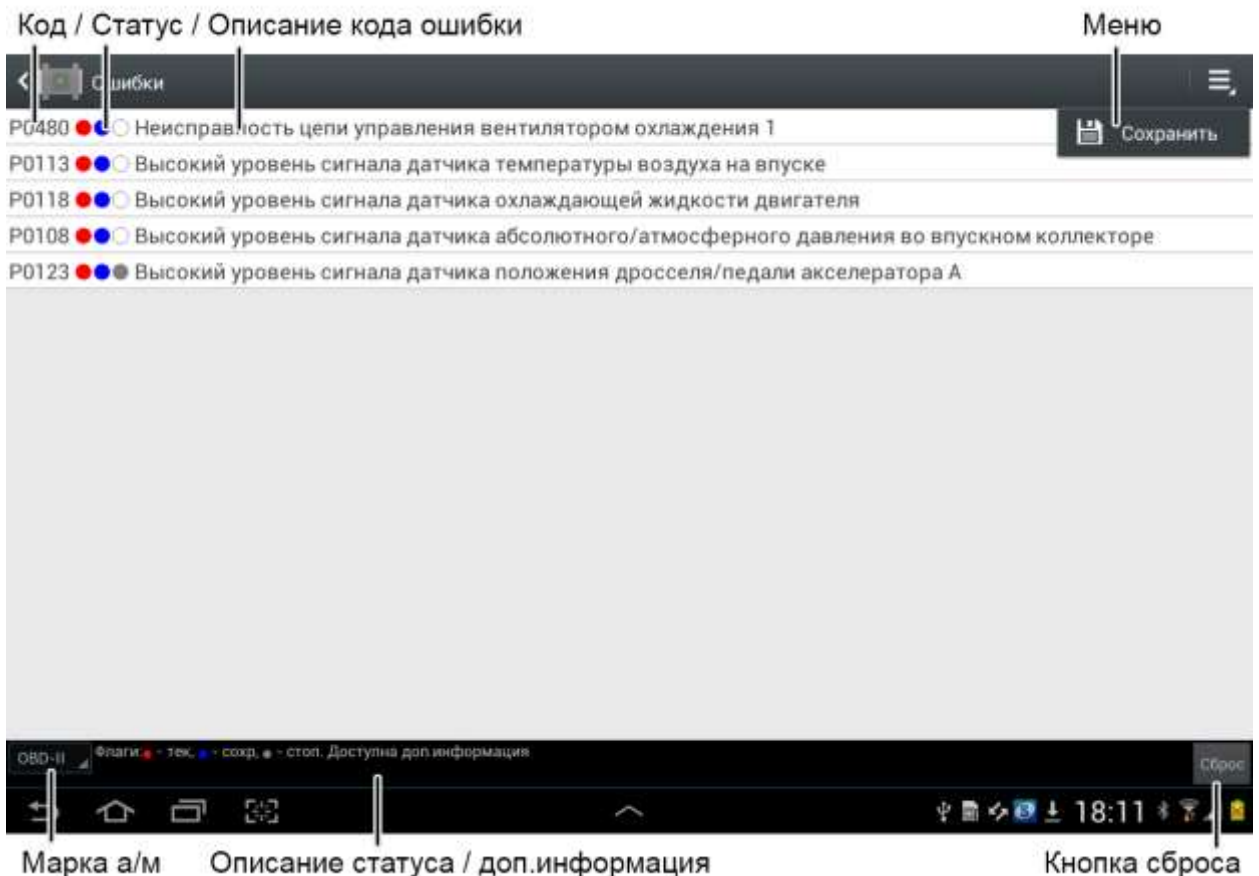 Код / Статус / Описание кода ошибки
Меню
Ошибки
P0480 Неисправность цепи управления вентилятором охлаждения 1
Сохранить
P0113 Высокий уровень сигнала датчика температуры воздуха на впуске
P0118 Высокий уровень сигнала датчика охлаждающей жидкости двигателя
P0108 Высокий уровень сигнала датчика абсолютного/атмосферного давления во впускном коллекторе
P0123 Высокий уровень сигнала датчика положения дросселя/педали акселератора А
OBD-II
Флаги: - тек, - сохр, - стоп. Доступна доп.информация
Сброс
18:11
Марка а/м
Описание статуса / доп.информация
Кнопка сброса